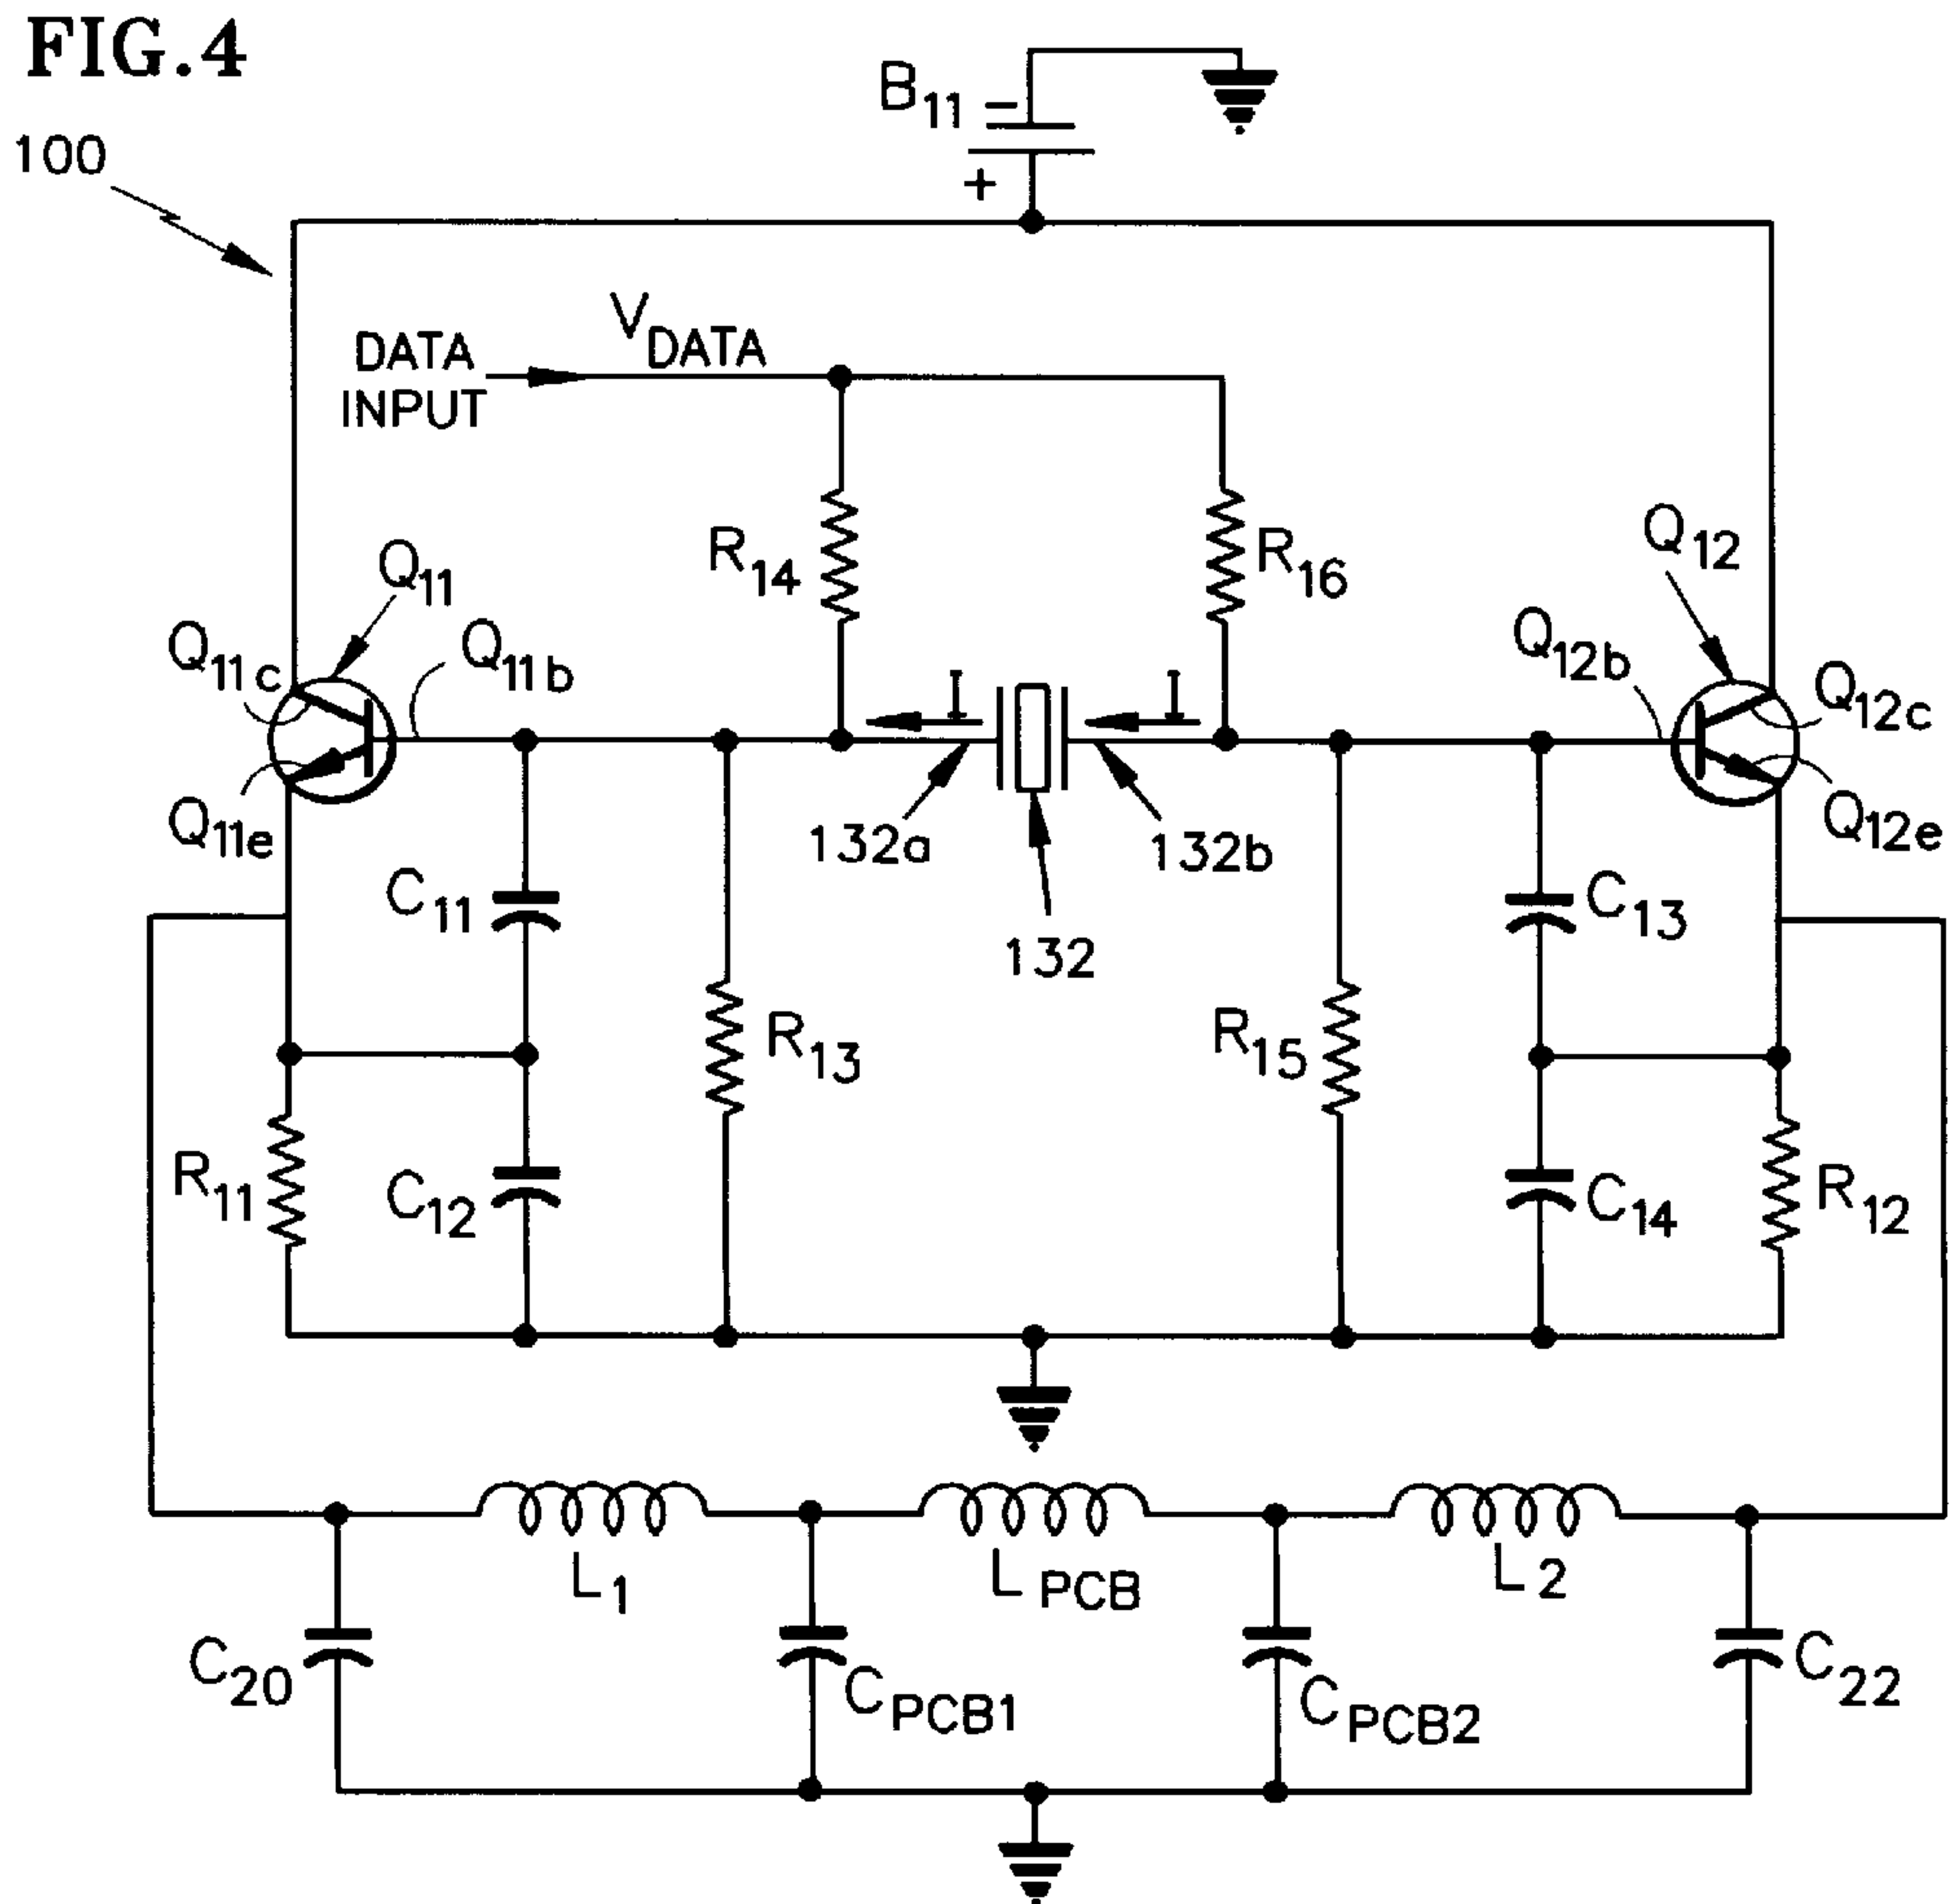 FIG.4
100
B11 −
+
VDATA
DATA
INPUT
R14
R16
Q11
Q12
Q11c
Q11b
Q12b
Q12c
I
I
Q11e
Q12e
132a
132b
132
C11
C13
R13
R15
R11
C12
C14
R12
L1
LPCB
L2
C20
CPCB1
CPCB2
C22